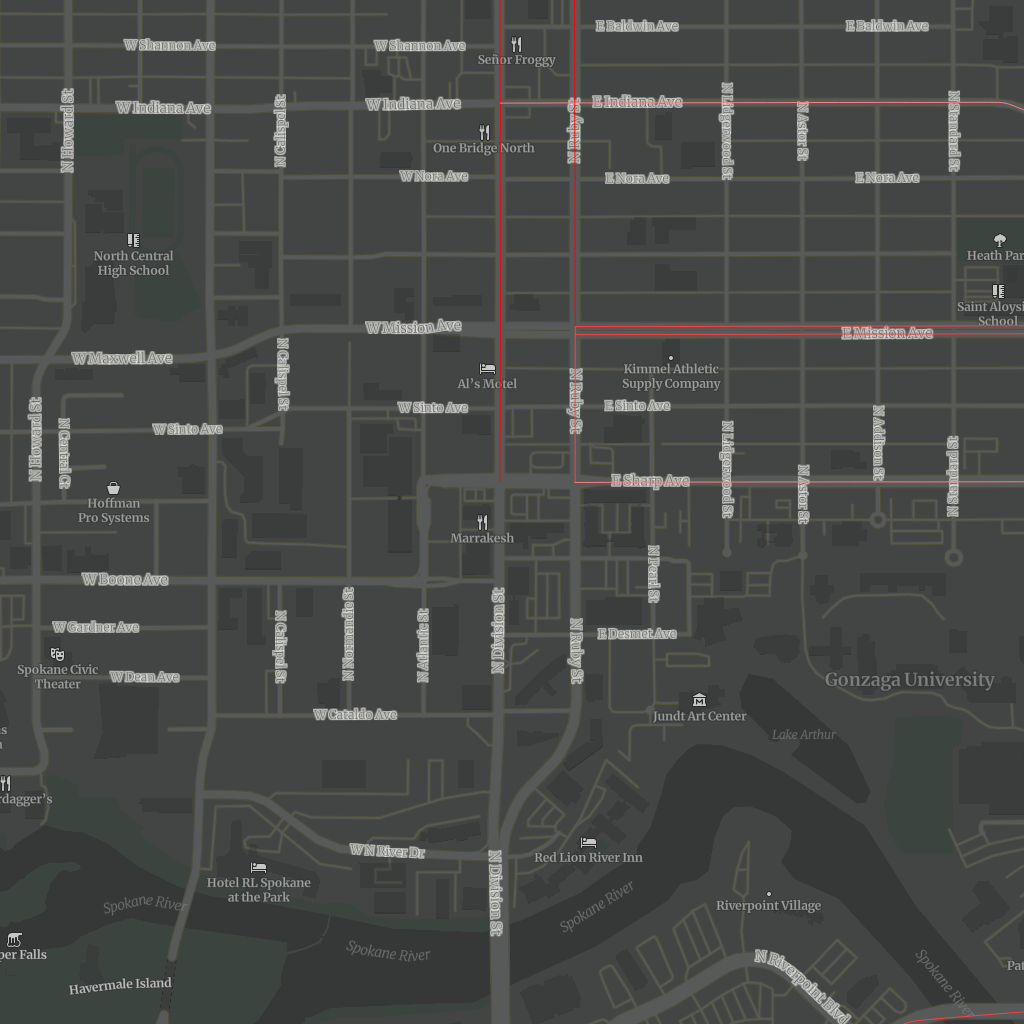 E Baldwin Ave
E Baldwin Ave
W Shannon Ave
W Shannon Ave
Señor Froggy
W Indiana Ave
W Indiana Ave
E Indiana Ave
N Howard St
N Calispel St
N Ruby St
N Lidgerwood St
N Astor St
N Standard St
One Bridge North
W Nora Ave
E Nora Ave
E Nora Ave
North Central
High School
Heath Par
Saint Aloysi
School
W Mission Ave
E Mission Ave
W Maxwell Ave
Kimmel Athletic
Supply Company
Al's Motel
N Calispel St
N Ruby St
W Sinto Ave
E Sinto Ave
W Sinto Ave
N Howard St
N Central Ct
N Lidgerwood St
N Astor St
N Addison St
N Standard St
E Sharp Ave
Hoffman
Pro Systems
Marrakesh
W Boone Ave
N Pearl St
N Calispel St
N Normandie St
N Atlantic St
N Division St
N Ruby St
W Gardner Ave
E Desmet Ave
Spokane Civic
Theater
W Dean Ave
Gonzaga University
W Cataldo Ave
Jundt Art Center
Lake Arthur
rdagger's
W N River Dr
Red Lion River Inn
Hotel RL Spokane
at the Park
N Division St
Riverpoint Village
Spokane River
Spokane River
Spokane River
Spokane River
per Falls
Havermale Island
N Riverpoint Blvd
Pat